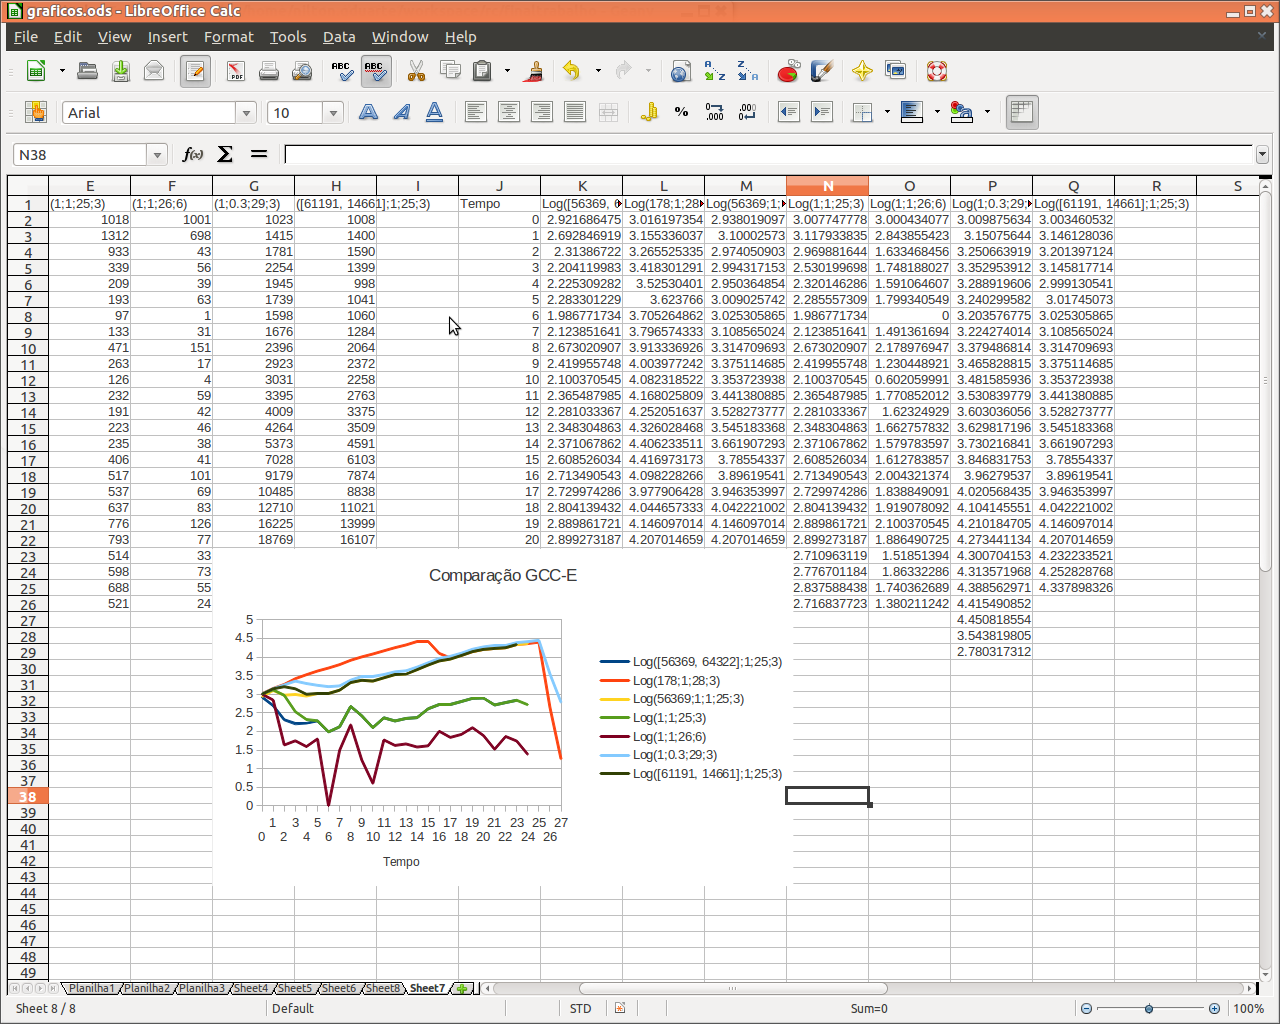 graficos.ods - LibreOffice Calc
File Edit View Insert Format Tools Data Window Help
Arial 10
N38
E F G H I J K L M N O P Q R S
1 (1;1;25;3) (1;1;26;6) (1;0.3;29;3) ([61191, 14661];1;25;3) Tempo Log([56369, 6 Log(178;1;28 Log(56369;1; Log(1;1;25;3) Log(1;1;26;6) Log(1;0.3;29; Log([61191, 14661];1;25;3)
2 1018 1001 1023 1008 0 2.921686475 3.016197354 2.938019097 3.007747778 3.000434077 3.009875634 3.003460532
3 1312 698 1415 1400 1 2.692846919 3.155336037 3.10002573 3.117933835 2.843855423 3.15075644 3.146128036
4 933 43 1781 1590 2 2.31386722 3.265525335 2.974050903 2.969881644 1.633468456 3.250663919 3.201397124
5 339 56 2254 1399 3 2.204119983 3.418301291 2.994317153 2.530199698 1.748188027 3.352953912 3.145817714
6 209 39 1945 998 4 2.225309282 3.52530401 2.950364854 2.320146286 1.591064607 3.288919606 2.999130541
7 193 63 1739 1041 5 2.283301229 3.623766 3.009025742 2.285557309 1.799340549 3.240299582 3.01745073
8 97 1 1598 1060 6 1.986771734 3.705264862 3.025305865 1.986771734 0 3.203576775 3.025305865
9 133 31 1676 1284 7 2.123851641 3.796574333 3.108565024 2.123851641 1.491361694 3.224274014 3.108565024
10 471 151 2396 2064 8 2.673020907 3.913336926 3.314709693 2.673020907 2.178976947 3.379486814 3.314709693
11 263 17 2923 2372 9 2.419955748 4.003977242 3.375114685 2.419955748 1.230448921 3.465828815 3.375114685
12 126 4 3031 2258 10 2.100370545 4.082318522 3.353723938 2.100370545 0.602059991 3.481585936 3.353723938
13 232 59 3395 2763 11 2.365487985 4.168025809 3.441380885 2.365487985 1.770852012 3.530839779 3.441380885
14 191 42 4009 3375 12 2.281033367 4.252051637 3.528273777 2.281033367 1.62324929 3.603036056 3.528273777
15 223 46 4264 3509 13 2.348304863 4.326028468 3.545183368 2.348304863 1.662757832 3.629817196 3.545183368
16 235 38 5373 4591 14 2.371067862 4.406233511 3.661907293 2.371067862 1.579783597 3.730216841 3.661907293
17 406 41 7028 6103 15 2.608526034 4.416973173 3.78554337 2.608526034 1.612783857 3.846831753 3.78554337
18 517 101 9179 7874 16 2.713490543 4.098228266 3.89619541 2.713490543 2.004321374 3.96279537 3.89619541
19 537 69 10485 8838 17 2.729974286 3.977906428 3.946353997 2.729974286 1.838849091 4.020568435 3.946353997
20 637 83 12710 11021 18 2.804139432 4.044657333 4.042221002 2.804139432 1.919078092 4.104145551 4.042221002
21 776 126 16225 13999 19 2.889861721 4.146097014 4.146097014 2.889861721 2.100370545 4.210184705 4.146097014
22 793 77 18769 16107 20 2.899273187 4.207014659 4.207014659 2.899273187 1.886490725 4.273441134 4.207014659
23 514 33 2.710963119 1.51851394 4.300704153 4.232233521
24 598 73 2.776701184 1.86332286 4.313571968 4.252828768
25 688 55 2.837588438 1.740362689 4.388562971 4.337898326
26 521 24 2.716837723 1.380211242 4.415490852
27 4.450818554
28 3.543819805
29 2.780317312
30
31
32
33
34
35
36
37
38
39
40
41
42
43
44
45
46
47
48
49
Comparação GCC-E
5
4.5
4
3.5
3
2.5
2
1.5
1
0.5
0
1 3 5 7 9 11 13 15 17 19 21 23 25 27
0 2 4 6 8 10 12 14 16 18 20 22 24 26
Tempo
Log([56369, 64322];1;25;3)
Log(178;1;28;3)
Log(56369;1;1;25;3)
Log(1;1;25;3)
Log(1;1;26;6)
Log(1;0.3;29;3)
Log([61191, 14661];1;25;3)
Planilha1 Planilha2 Planilha3 Sheet4 Sheet5 Sheet6 Sheet8 Sheet7
Sheet 8 / 8 Default STD Sum=0 100%